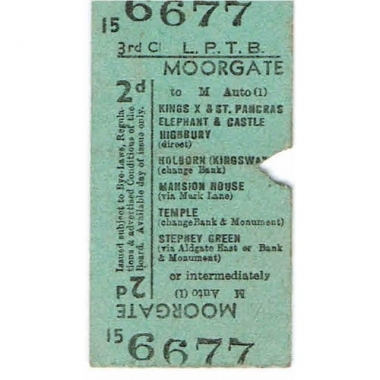 15 6677
3rd Cl L. P. T. B.
MOORGATE
2d to M Auto (1)
KINGS X & ST. PANCRAS
ELEPHANT & CASTLE
HIGHBURY
(direct)
HOLBORN (KINGSWAY
(change Bank)
MANSION HOUSE
(via Mark Lane)
TEMPLE
(change Bank & Monument)
STEPNEY GREEN
(via Aldgate East or Bank
& Monument)
or intermediately
Issued subject to Bye-Laws, Regula-
tions & advertised Conditions of the
Board. Available day of issue only.
2d M Auto (1)
MOORGATE
15 6677